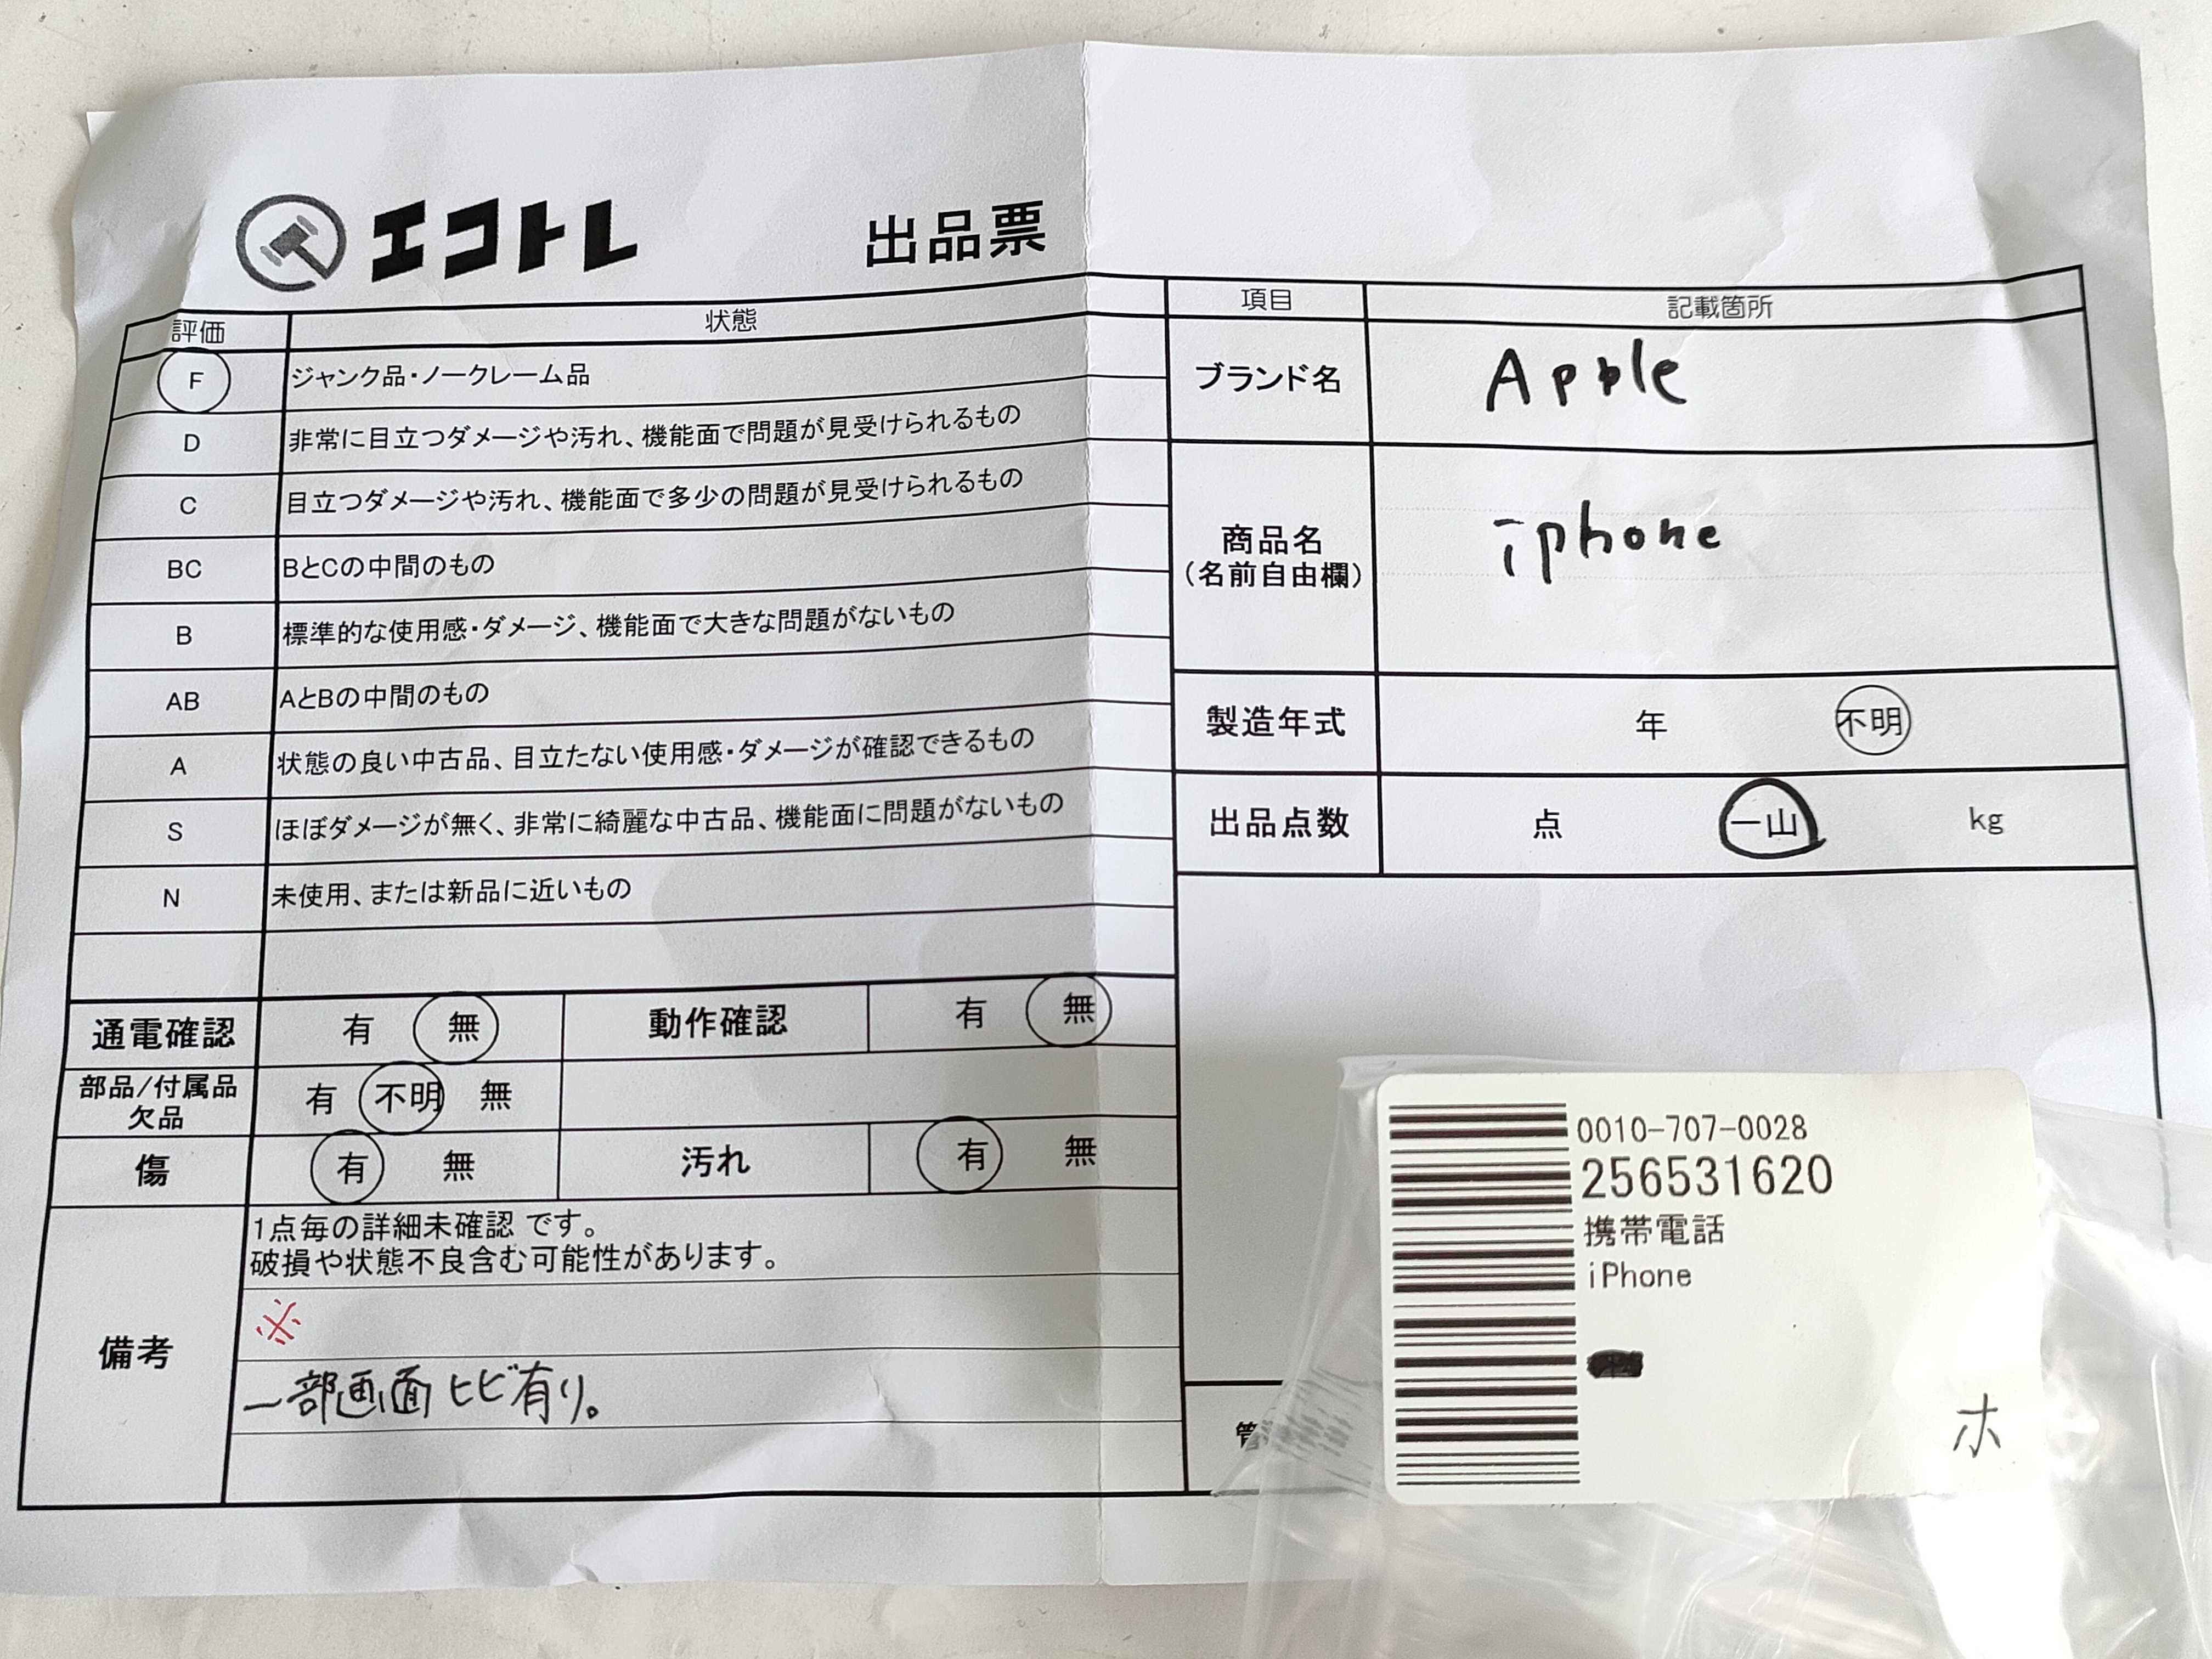 エコトレ
出品票
評価 状態
F ジャンク品・ノークレーム品
D 非常に目立つダメージや汚れ、機能面で問題が見受けられるもの
C 目立つダメージや汚れ、機能面で多少の問題が見受けられるもの
BC BとCの中間のもの
B 標準的な使用感・ダメージ、機能面で大きな問題がないもの
AB AとBの中間のもの
A 状態の良い中古品、目立たない使用感・ダメージが確認できるもの
S ほぼダメージが無く、非常に綺麗な中古品、機能面に問題がないもの
N 未使用、または新品に近いもの
通電確認 有 無 動作確認 有 無
部品/付属品
欠品 有 不明 無
傷 有 無 汚れ 有 無
備考
1点毎の詳細未確認 です。
破損や状態不良含む可能性があります。
※
一部画面ヒビ有り。
項目 記載箇所
ブランド名 Apple
商品名
(名前自由欄) iphone
製造年式 年 不明
出品点数 点 一山 kg
管
0010-707-0028
256531620
携帯電話
iPhone
ホ